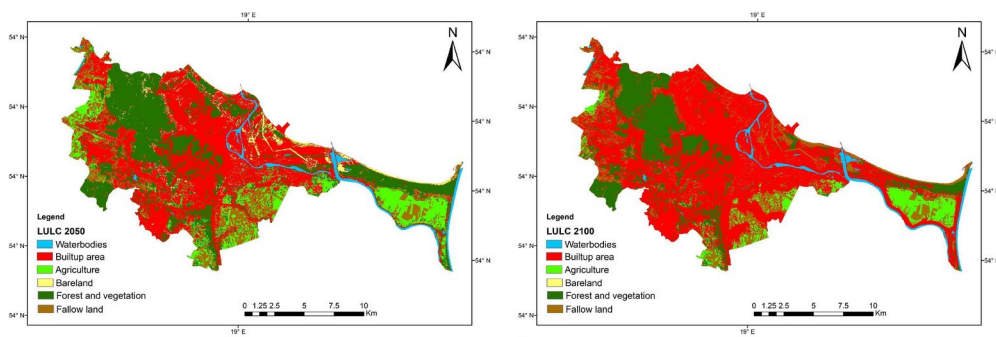 19° E
N
54° N
54° N
54° N
54° N
54° N
54° N
54° N
54° N
54° N
Legend
LULC 2050
Waterbodies
Builtup area
Agriculture
Bareland
Forest and vegetation
Fallow land
0 1.25 2.5 5 7.5 10
Km
19° E
19° E
N
54° N
54° N
54° N
54° N
54° N
54° N
54° N
54° N
54° N
Legend
LULC 2100
Waterbodies
Builtup area
Agriculture
Bareland
Forest and vegetation
Fallow land
0 1.25 2.5 5 7.5 10
Km
19° E